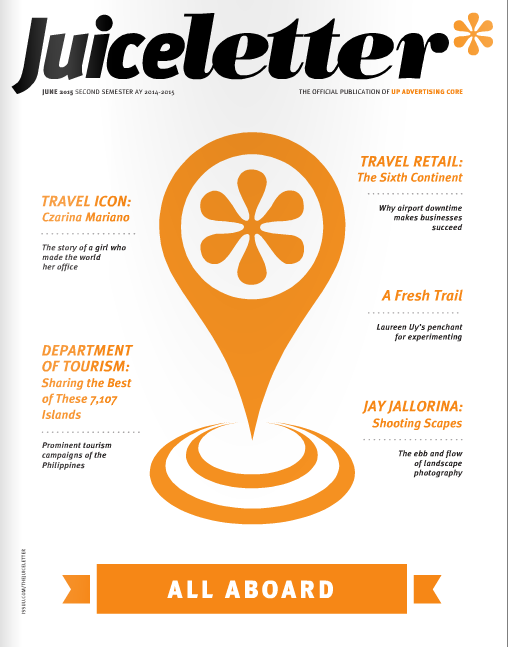 Juiceletter
JUNE 2015 SECOND SEMESTER AY 2014-2015
THE OFFICIAL PUBLICATION OF UP ADVERTISING CORE
TRAVEL ICON:
Czarina Mariano
The story of a girl who
made the world
her office
DEPARTMENT
OF TOURISM:
Sharing the Best
of These 7,107
Islands
Prominent tourism
campaigns of the
Philippines
TRAVEL RETAIL:
The Sixth Continent
Why airport downtime
makes businesses
succeed
A Fresh Trail
Laureen Uy's penchant
for experimenting
JAY JALLORINA:
Shooting Scapes
The ebb and flow
of landscape
photography
ISSUU.COM/THEJUICELETTER
ALL ABOARD